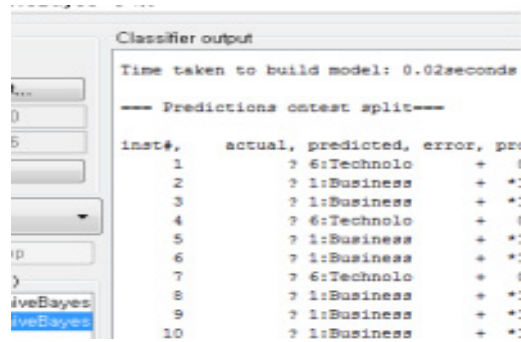 Classifier output
Time taken to build model: 0.02seconds
=== Predictions ontest split===
inst#, actual, predicted, error, pro
1 ? 6:Technolo +
2 ? 1:Business + *
3 ? 1:Business + *
4 ? 6:Technolo +
5 ? 1:Business + *
6 ? 1:Business + *
7 ? 6:Technolo +
8 ? 1:Business + *
9 ? 1:Business + *
10 ? 1:Business + *
iveBayes
iveBayes